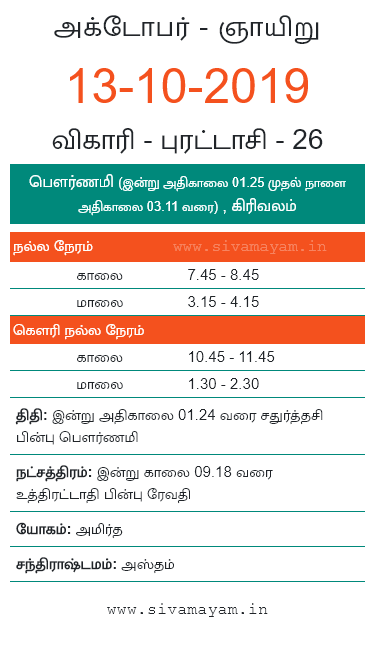 அக்டோபர் - ஞாயிறு
13-10-2019
விகாரி - புரட்டாசி - 26
பௌர்ணமி (இன்று அதிகாலை 01.25 முதல் நாளை
அதிகாலை 03.11 வரை) , கிரிவலம்
நல்ல நேரம் www.sivamayam.in
காலை 7.45 - 8.45
மாலை 3.15 - 4.15
கௌரி நல்ல நேரம்
காலை 10.45 - 11.45
மாலை 1.30 - 2.30
திதி: இன்று அதிகாலை 01.24 வரை சதுர்த்தசி
பின்பு பௌர்ணமி
நட்சத்திரம்: இன்று காலை 09.18 வரை
உத்திரட்டாதி பின்பு ரேவதி
யோகம்: அமிர்த
சந்திராஷ்டமம்: அஸ்தம்
www.sivamayam.in